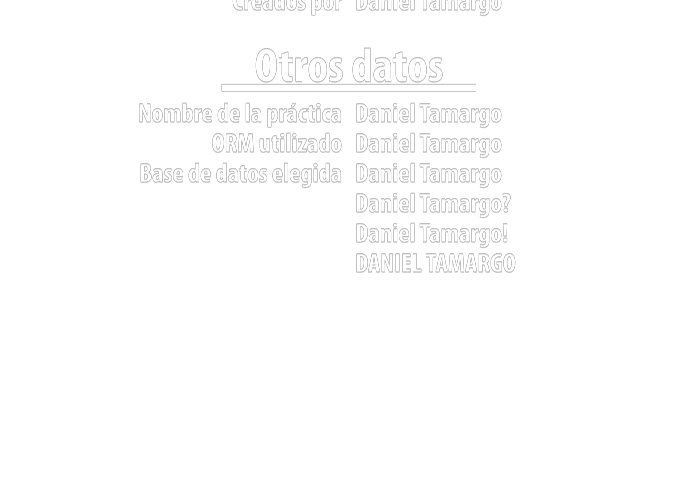 Creados por Daniel Tamargo
Otros datos
Nombre de la práctica Daniel Tamargo
ORM utilizado Daniel Tamargo
Base de datos elegida Daniel Tamargo
Daniel Tamargo?
Daniel Tamargo!
DANIEL TAMARGO